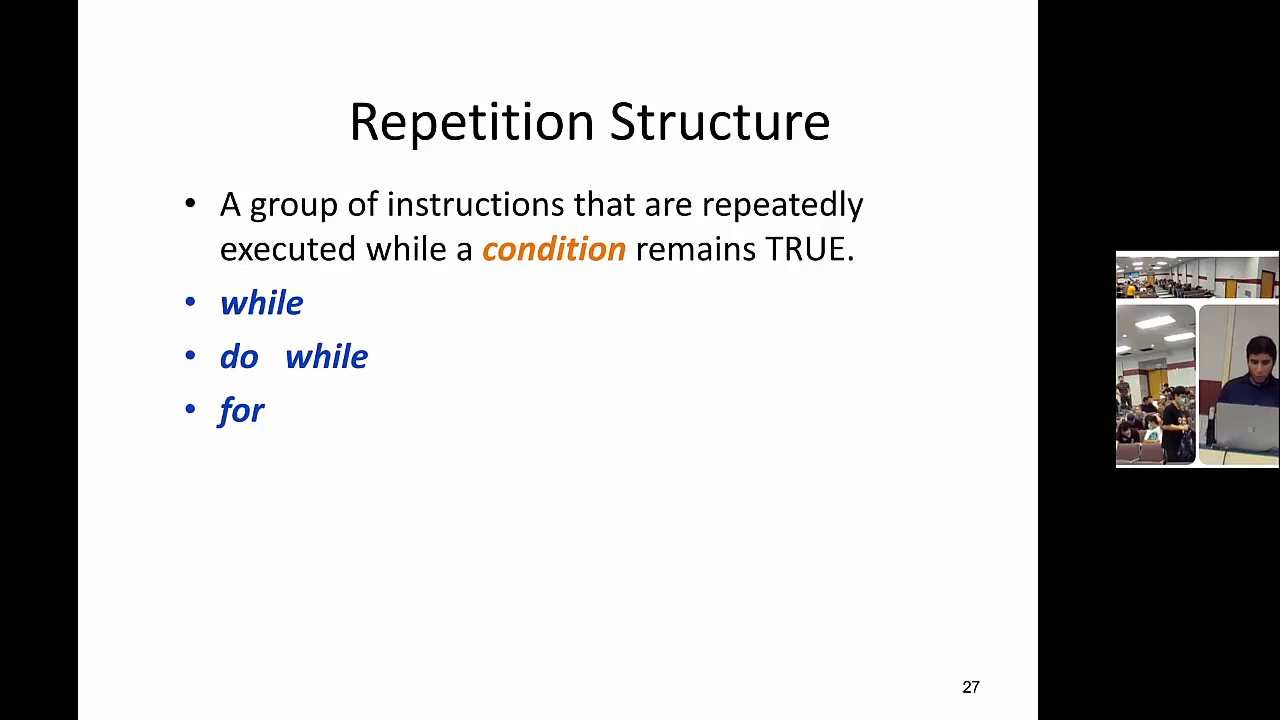 Repetition Structure
• A group of instructions that are repeatedly
executed while a condition remains TRUE.
• while
• do while
• for
27